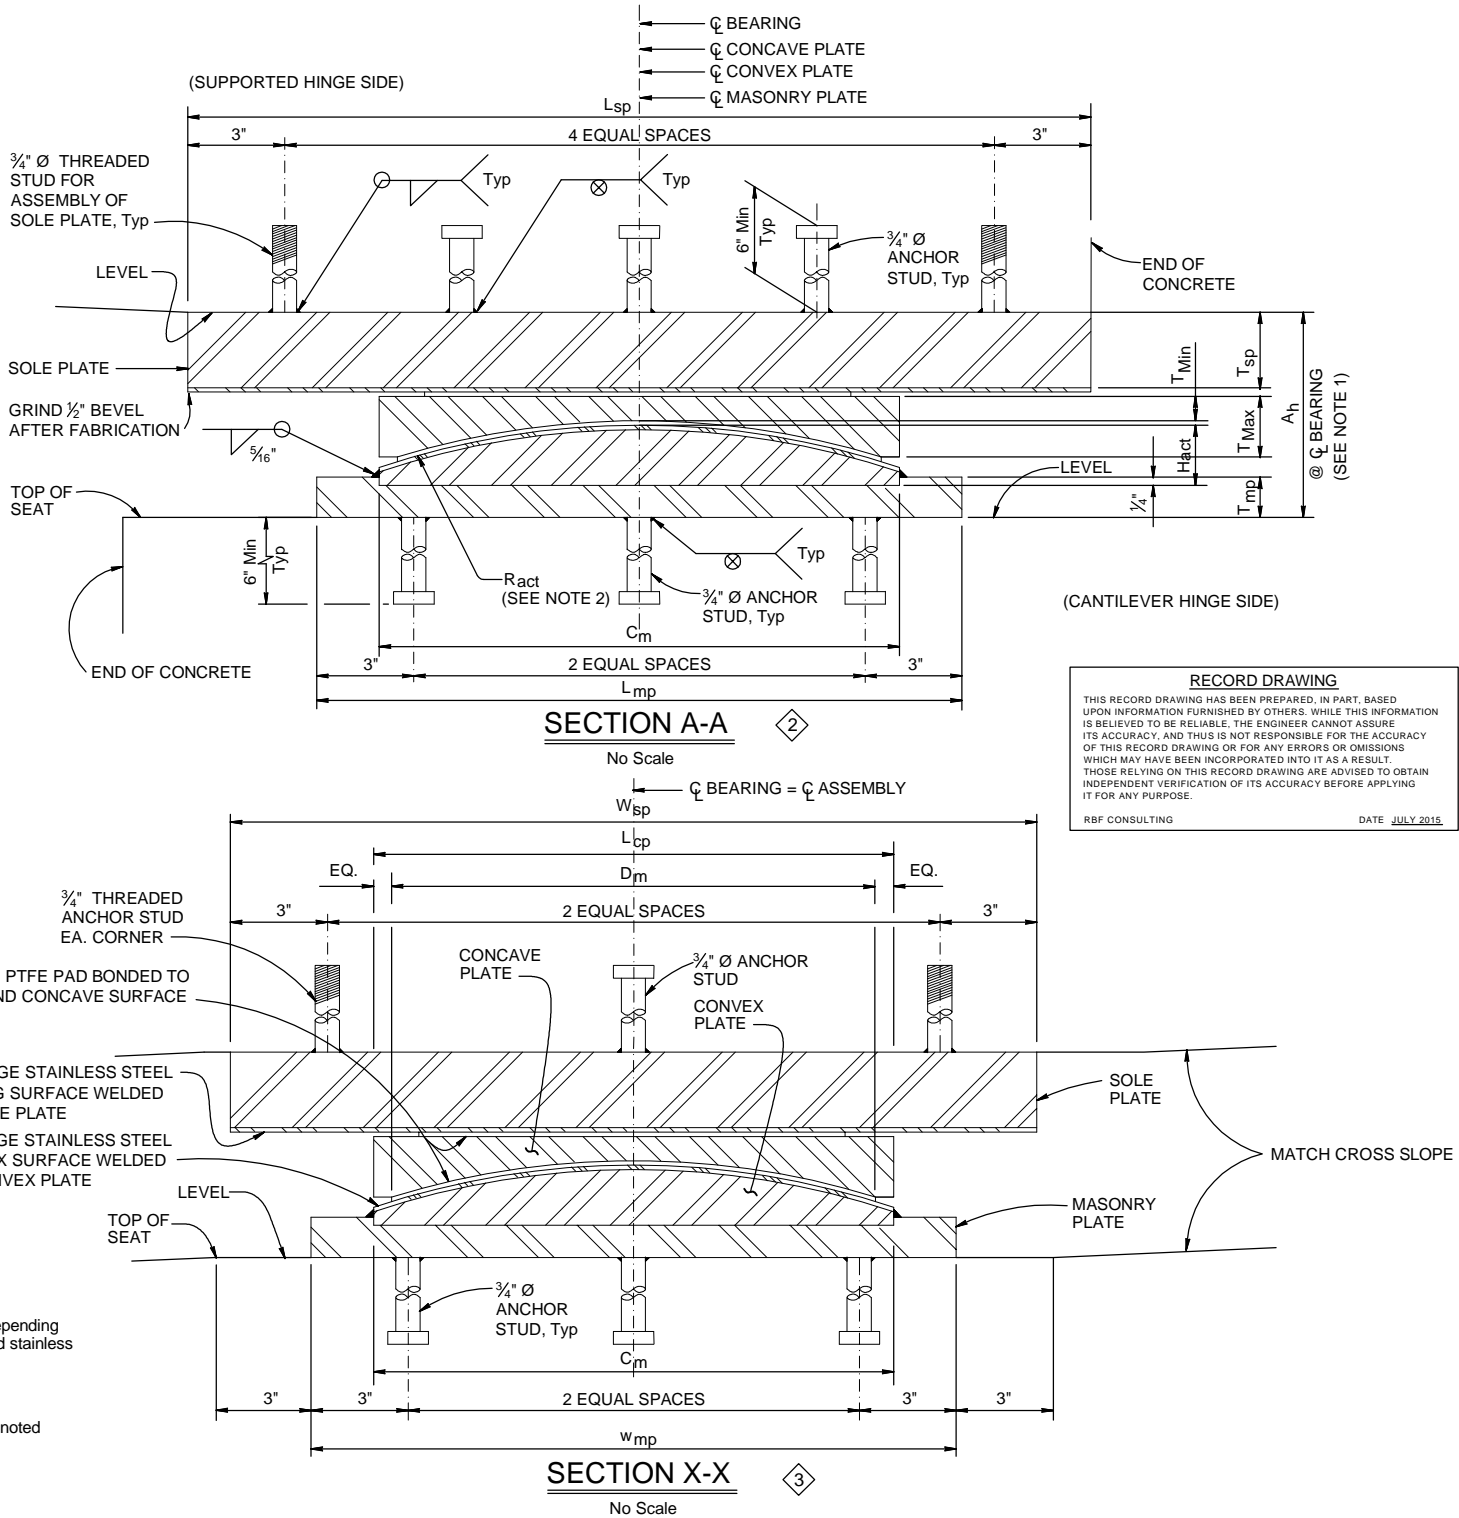 ℄ BEARING
℄ CONCAVE PLATE
℄ CONVEX PLATE
℄ MASONRY PLATE
(SUPPORTED HINGE SIDE)
Lsp
3"
4 EQUAL SPACES
3"
¾" Ø THREADED
STUD FOR
ASSEMBLY OF
SOLE PLATE, Typ
Typ
Typ
6" Min
Typ
¾" Ø
ANCHOR
STUD, Typ
LEVEL
END OF
CONCRETE
SOLE PLATE
GRIND ½" BEVEL
AFTER FABRICATION
5⁄16"
TMin
Tsp
TMax
Hact
Ah
@ ℄ BEARING
(SEE NOTE 1)
LEVEL
¼"
Tmp
TOP OF
SEAT
6" Min
Typ
Typ
Ract
(SEE NOTE 2)
¾" Ø ANCHOR
STUD, Typ
(CANTILEVER HINGE SIDE)
Cm
END OF CONCRETE
3"
2 EQUAL SPACES
3"
Lmp
SECTION A-A
2
No Scale
RECORD DRAWING
THIS RECORD DRAWING HAS BEEN PREPARED, IN PART, BASED
UPON INFORMATION FURNISHED BY OTHERS. WHILE THIS INFORMATION
IS BELIEVED TO BE RELIABLE, THE ENGINEER CANNOT ASSURE
ITS ACCURACY, AND THUS IS NOT RESPONSIBLE FOR THE ACCURACY
OF THIS RECORD DRAWING OR FOR ANY ERRORS OR OMISSIONS
WHICH MAY HAVE BEEN INCORPORATED INTO IT AS A RESULT.
THOSE RELYING ON THIS RECORD DRAWING ARE ADVISED TO OBTAIN
INDEPENDENT VERIFICATION OF ITS ACCURACY BEFORE APPLYING
IT FOR ANY PURPOSE.
RBF CONSULTING DATE JULY 2015
℄ BEARING = ℄ ASSEMBLY
Wsp
Lcp
EQ.
Dm
EQ.
¾" THREADED
ANCHOR STUD
EA. CORNER
3"
2 EQUAL SPACES
3"
PTFE PAD BONDED TO
CONCAVE SURFACE
CONCAVE
PLATE
¾" Ø ANCHOR
STUD
CONVEX
PLATE
STAINLESS STEEL
SURFACE WELDED
PLATE
STAINLESS STEEL
SURFACE WELDED
PLATE
SOLE
PLATE
MATCH CROSS SLOPE
LEVEL
TOP OF
SEAT
MASONRY
PLATE
¾" Ø
ANCHOR
STUD, Typ
stainless
noted
Cm
3"
3"
2 EQUAL SPACES
3"
3"
wmp
SECTION X-X
3
No Scale